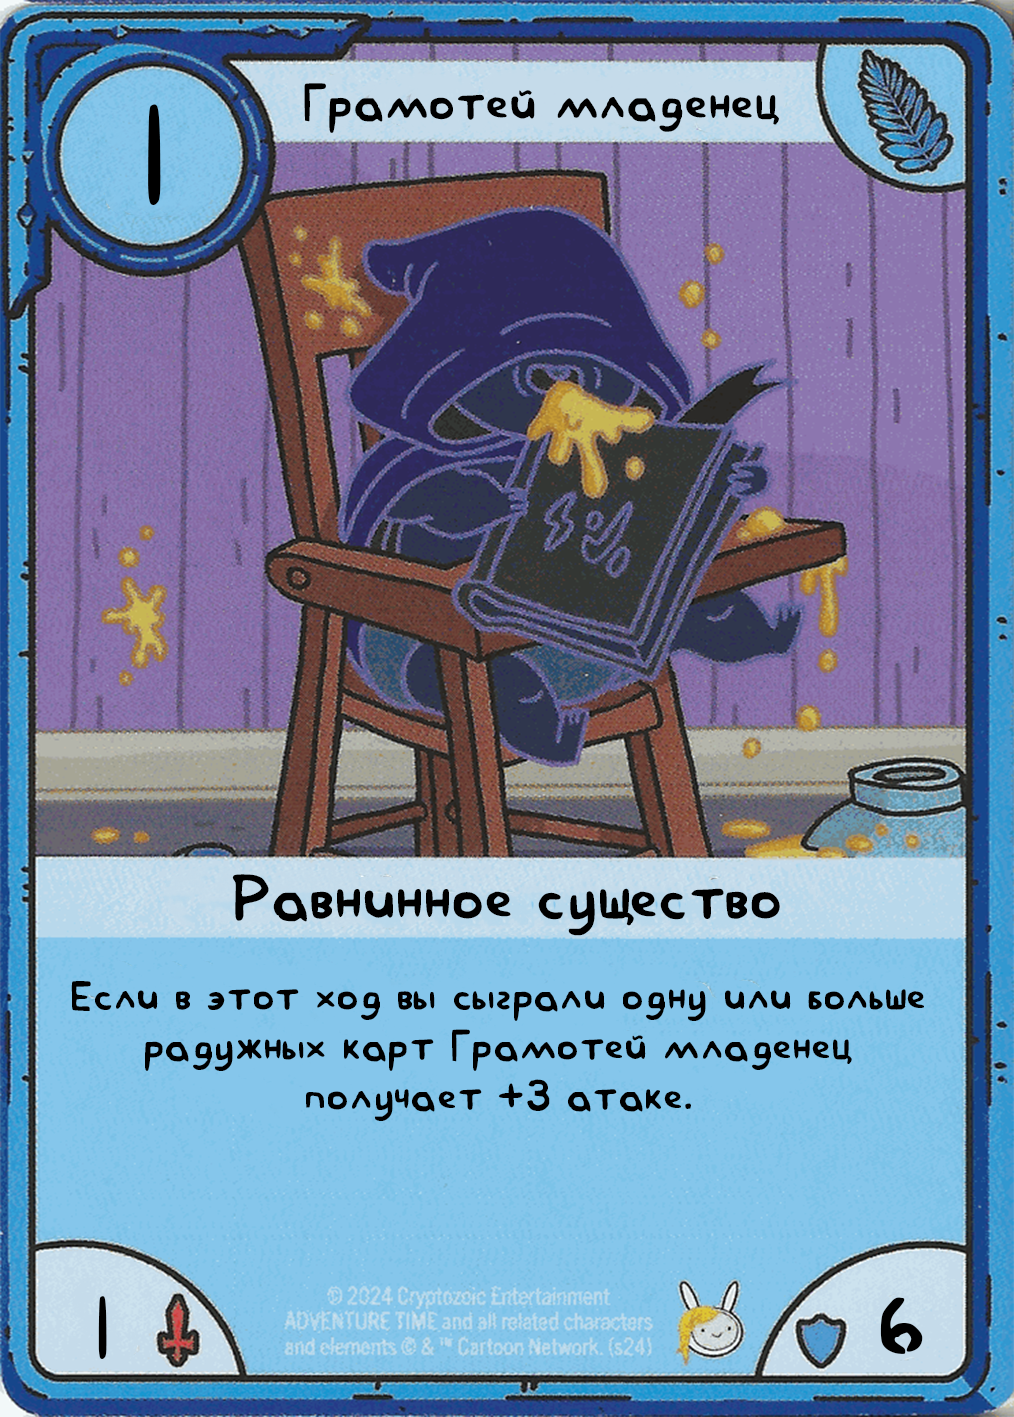 1
Грамотей младенец
Равнинное существо
Если в этот ход вы сыграли одну или больше
радужных карт Грамотей младенец
получает +3 атаке.
1
6
© 2024 Cryptozoic Entertainment
ADVENTURE TIME and all related characters
and elements © & ™ Cartoon Network. (s24)